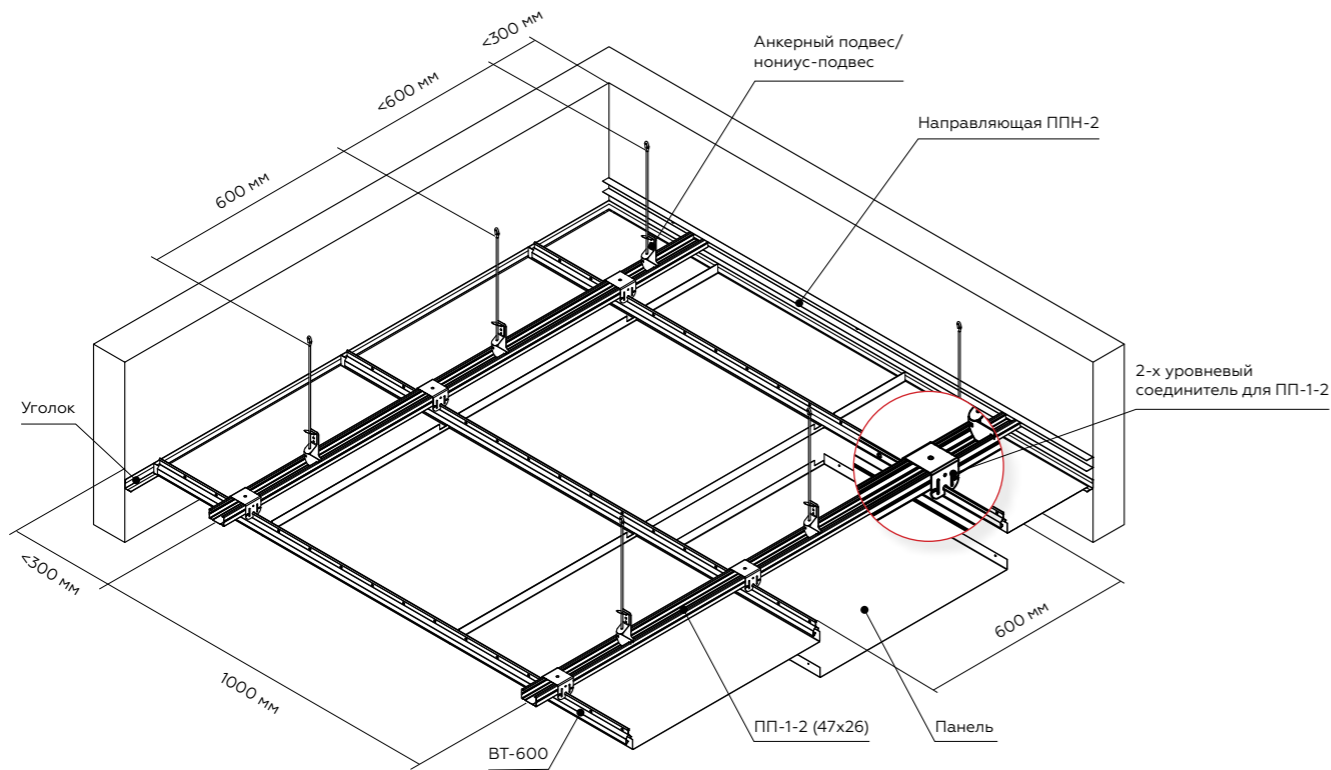 <300 мм
<600 мм
600 мм
Анкерный подвес/
нониус-подвес
Направляющая ППН-2
2-х уровневый
соединитель для ПП-1-2
Уголок
<300 мм
1000 мм
600 мм
ВТ-600
ПП-1-2 (47x26)
Панель